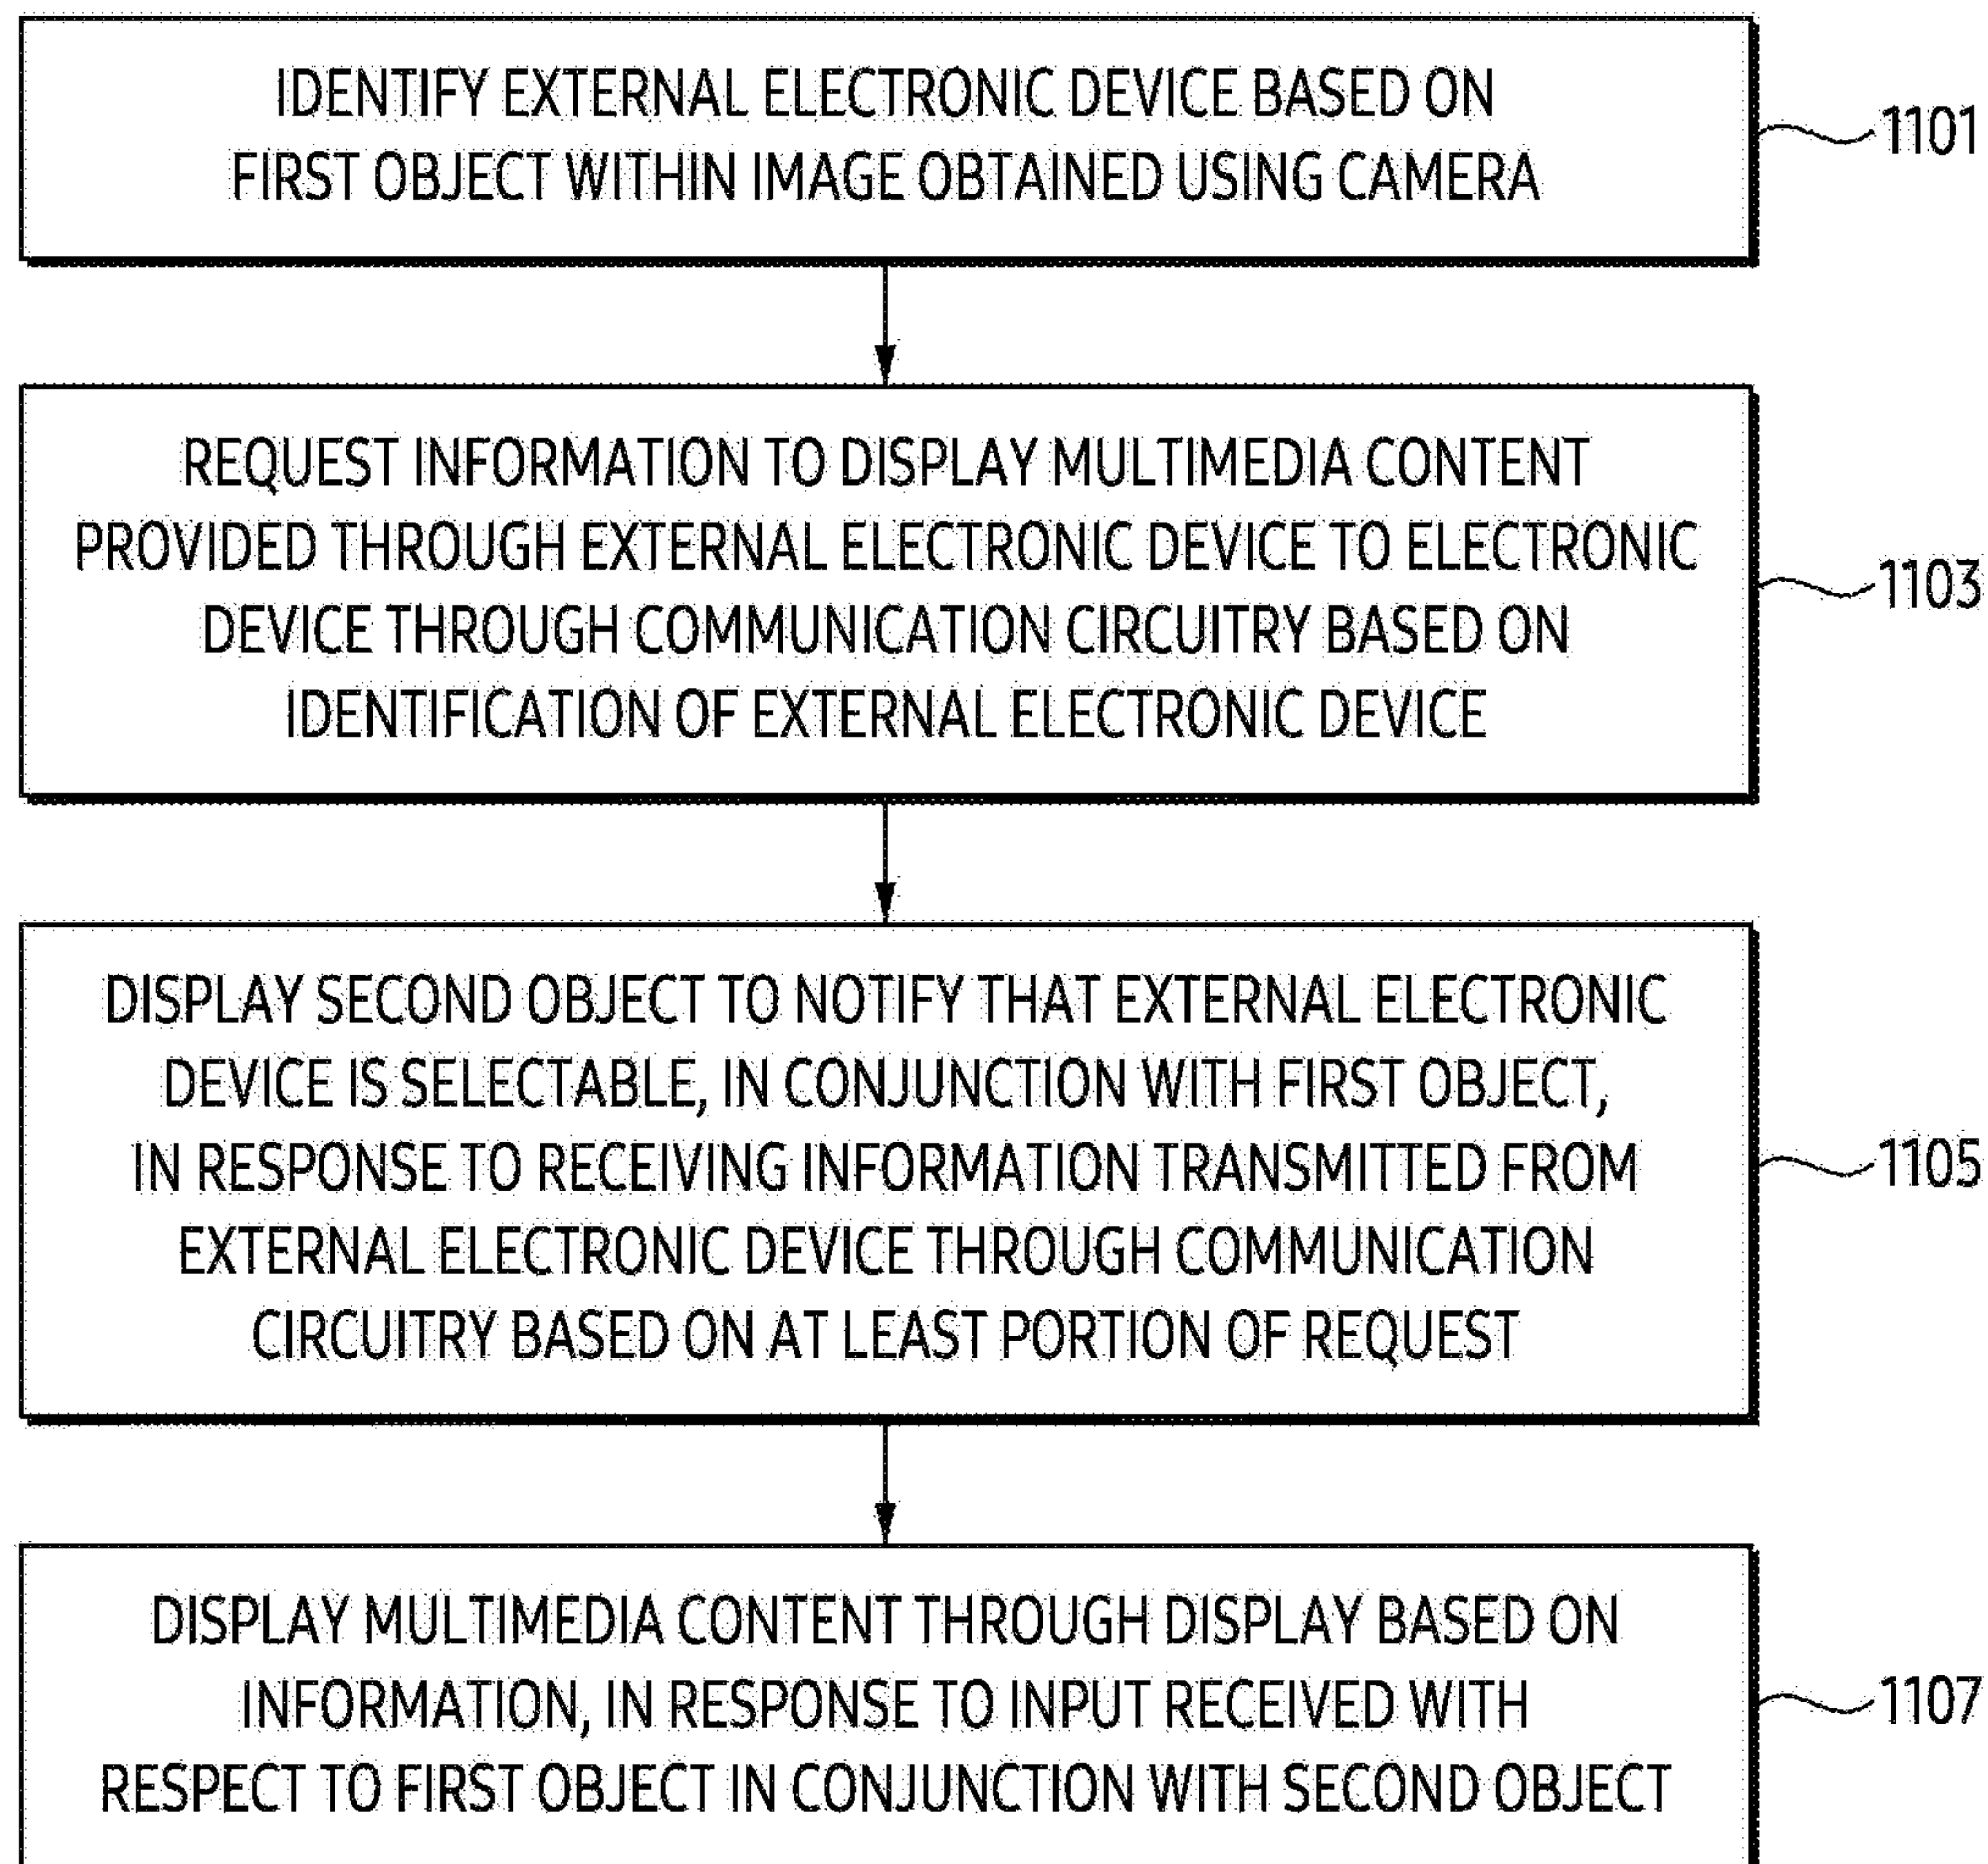 IDENTIFY EXTERNAL ELECTRONIC DEVICE BASED ON
FIRST OBJECT WITHIN IMAGE OBTAINED USING CAMERA
1101
REQUEST INFORMATION TO DISPLAY MULTIMEDIA CONTENT
PROVIDED THROUGH EXTERNAL ELECTRONIC DEVICE TO ELECTRONIC
DEVICE THROUGH COMMUNICATION CIRCUITRY BASED ON
IDENTIFICATION OF EXTERNAL ELECTRONIC DEVICE
1103
DISPLAY SECOND OBJECT TO NOTIFY THAT EXTERNAL ELECTRONIC
DEVICE IS SELECTABLE, IN CONJUNCTION WITH FIRST OBJECT,
IN RESPONSE TO RECEIVING INFORMATION TRANSMITTED FROM
EXTERNAL ELECTRONIC DEVICE THROUGH COMMUNICATION
CIRCUITRY BASED ON AT LEAST PORTION OF REQUEST
1105
DISPLAY MULTIMEDIA CONTENT THROUGH DISPLAY BASED ON
INFORMATION, IN RESPONSE TO INPUT RECEIVED WITH
RESPECT TO FIRST OBJECT IN CONJUNCTION WITH SECOND OBJECT
1107